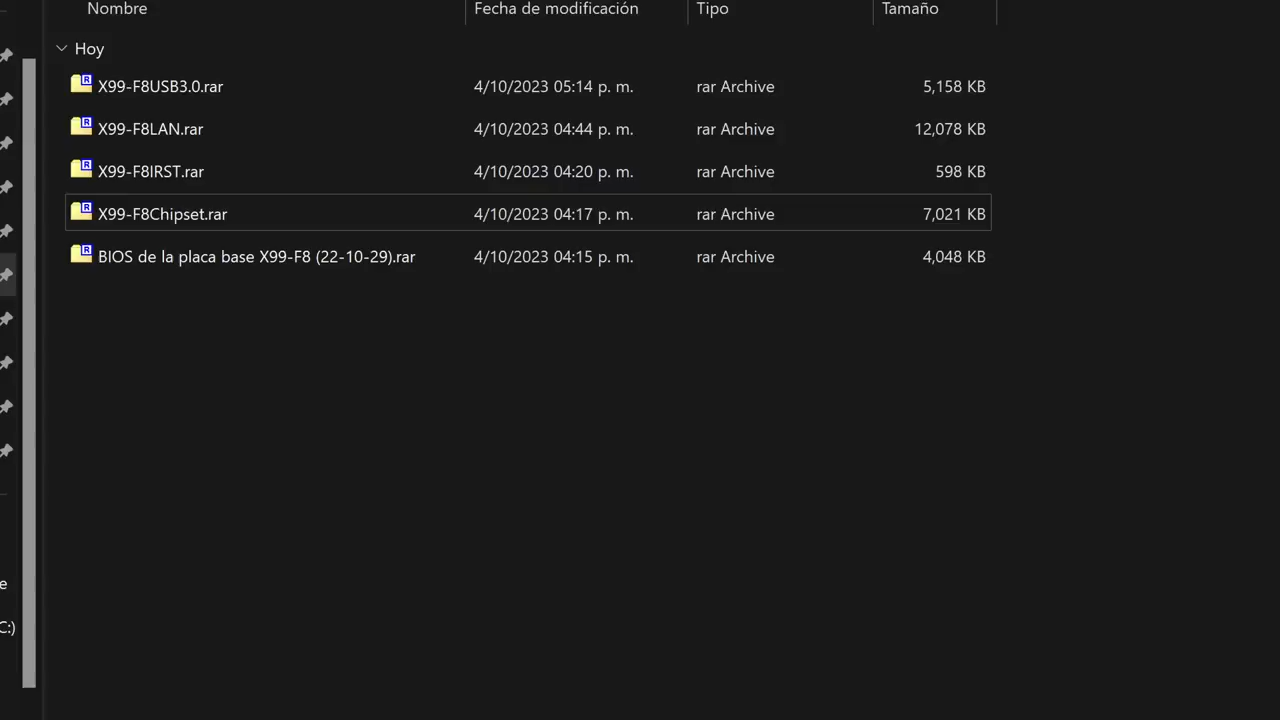 Nombre Fecha de modificación Tipo Tamaño
Hoy
X99-F8USB3.0.rar 4/10/2023 05:14 p. m. rar Archive 5,158 KB
X99-F8LAN.rar 4/10/2023 04:44 p. m. rar Archive 12,078 KB
X99-F8IRST.rar 4/10/2023 04:20 p. m. rar Archive 598 KB
X99-F8Chipset.rar 4/10/2023 04:17 p. m. rar Archive 7,021 KB
BIOS de la placa base X99-F8 (22-10-29).rar 4/10/2023 04:15 p. m. rar Archive 4,048 KB
e
C:)